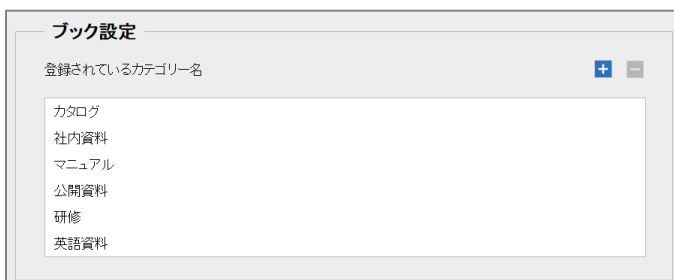 ブック設定
登録されているカテゴリー名
カタログ
社内資料
マニュアル
公開資料
研修
英語資料